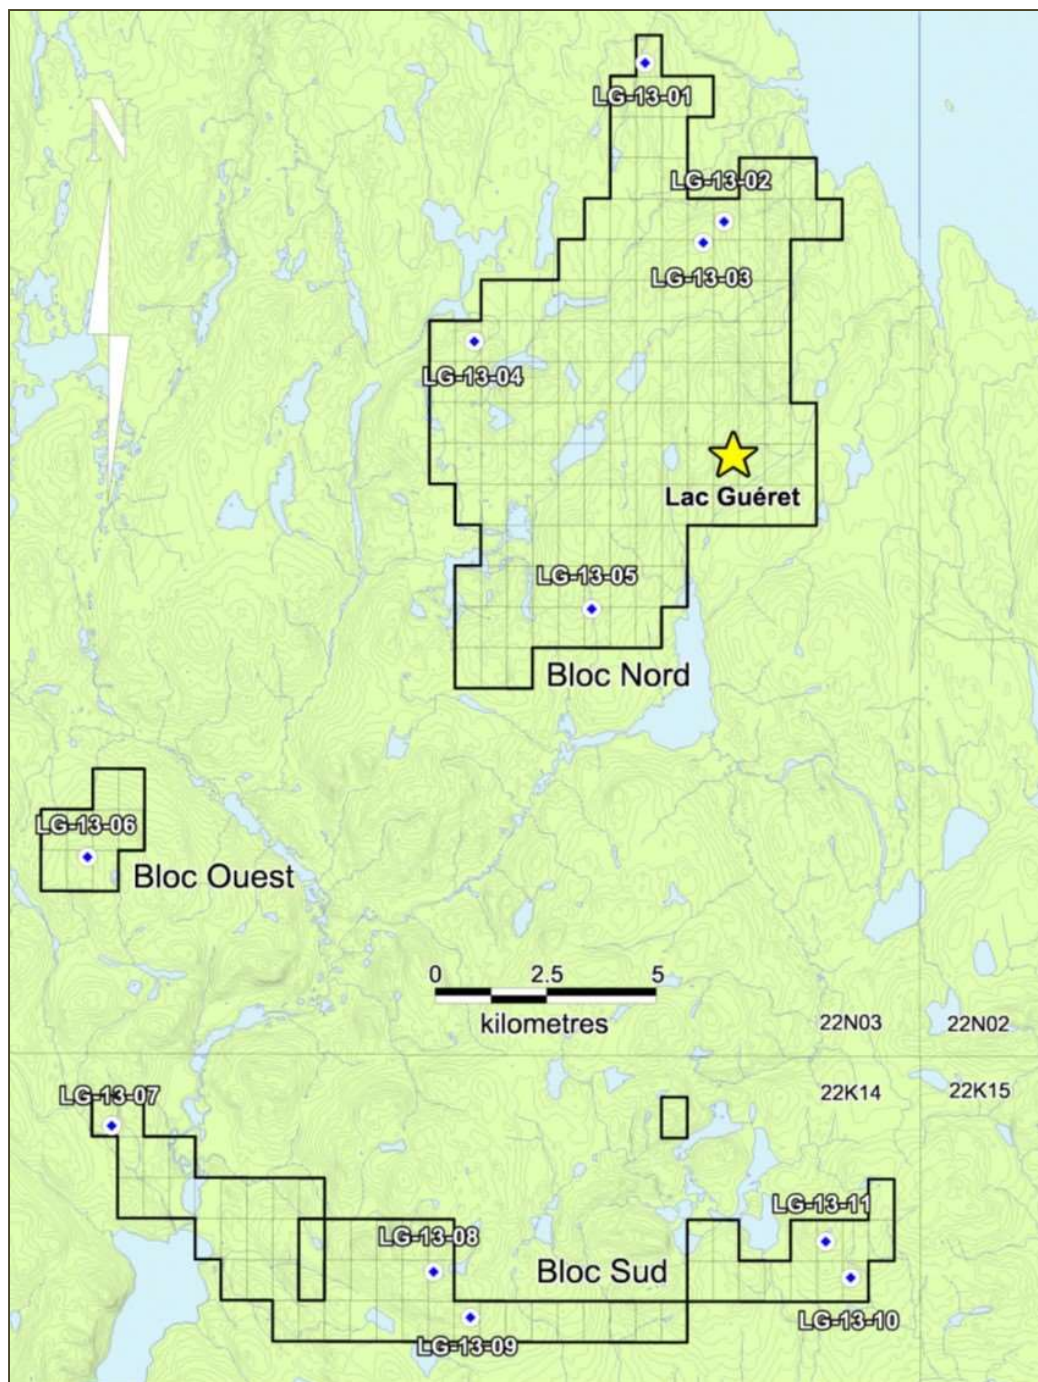 LG-13-01
N
LG-13-02
LG-13-03
LG-13-04
Lac Guéret
LG-13-05
Bloc Nord
LG-13-06
Bloc Ouest
0 2.5 5
kilometres
22N03 22N02
LG-13-07
22K14 22K15
LG-13-11
LG-13-08
Bloc Sud
LG-13-10
LG-13-09